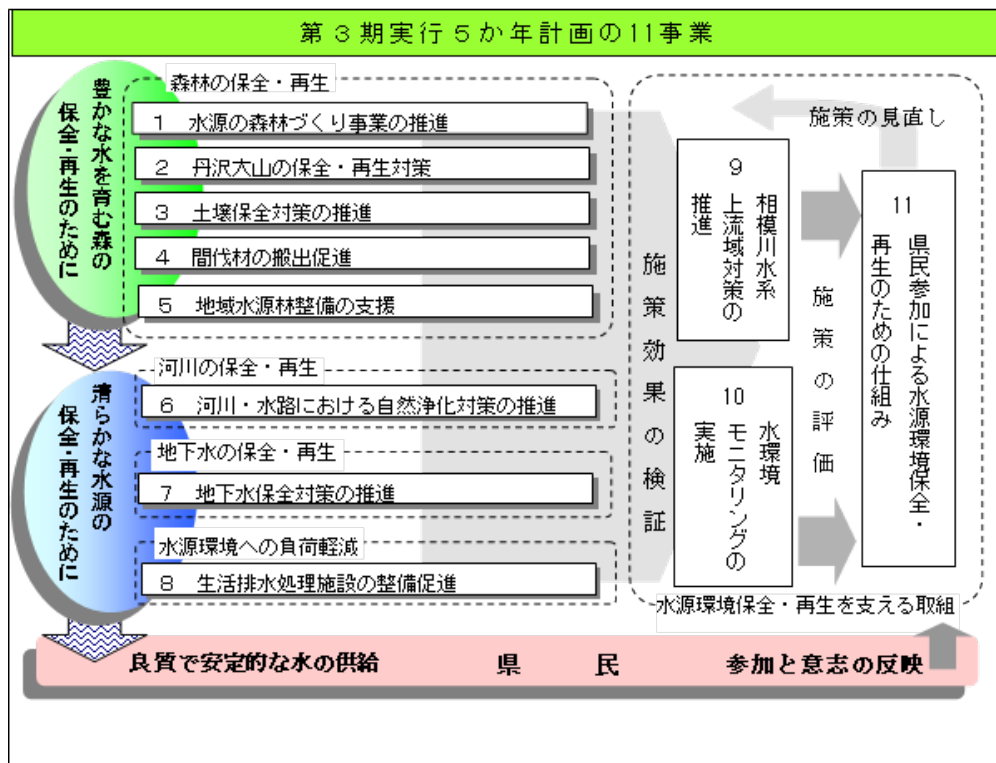 第３期実行５か年計画の11事業
豊かな水を育む森の
保全・再生のために
森林の保全・再生
1 水源の森林づくり事業の推進
2 丹沢大山の保全・再生対策
3 土壌保全対策の推進
4 間伐材の搬出促進
5 地域水源林整備の支援
清らかな水源の
保全・再生のために
河川の保全・再生
6 河川・水路における自然浄化対策の推進
地下水の保全・再生
7 地下水保全対策の推進
水源環境への負荷軽減
8 生活排水処理施設の整備促進
施策効果の検証
9
相模川水系
上流域対策の
推進
10
水環境
モニタリングの
実施
施策の評価
施策の見直し
11
県民参加による水源環境保全・
再生のための仕組み
水源環境保全・再生を支える取組
良質で安定的な水の供給 県 民 参加と意志の反映